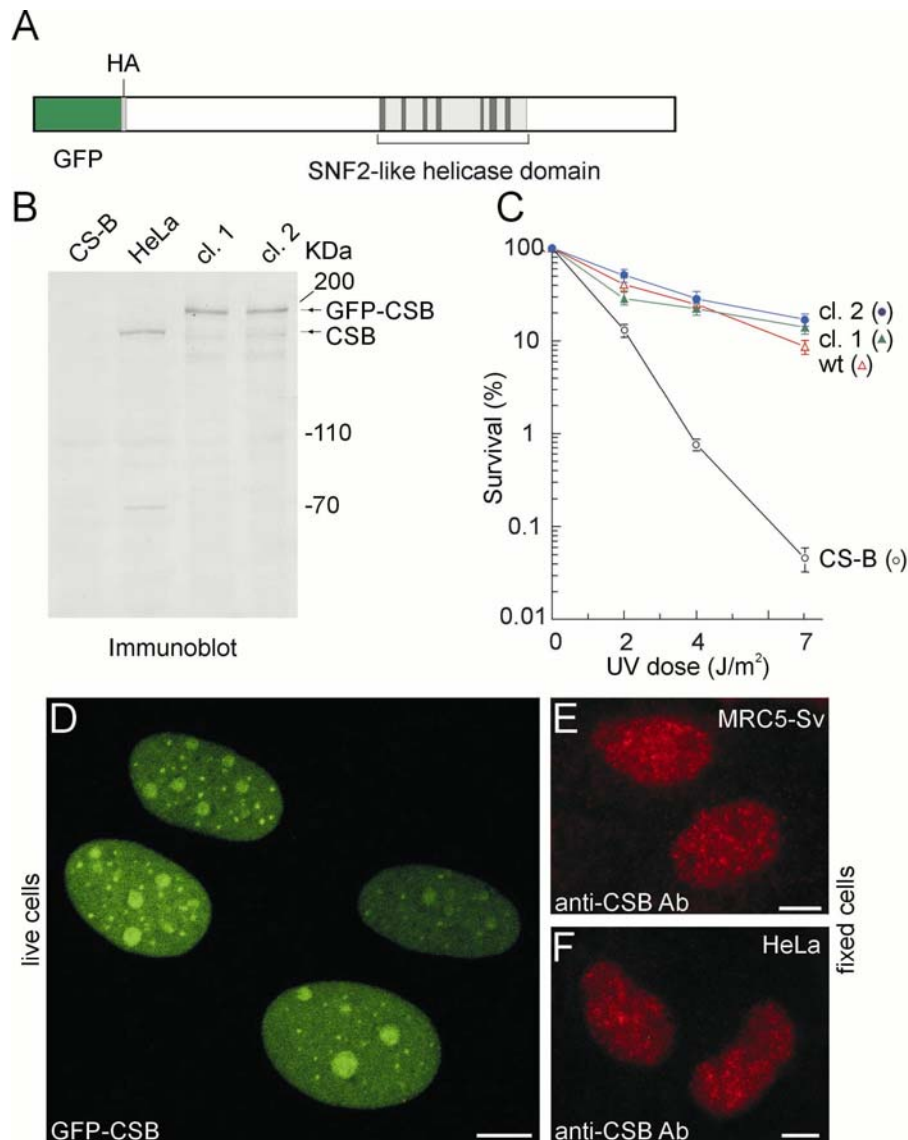 A
HA
GFP
SNF2-like helicase domain
B
CS-B
HeLa
cl. 1
cl. 2
KDa
200
GFP-CSB
CSB
-110
-70
Immunoblot
C
100
10
1
0.1
0.01
Survival (%)
0
2
4
7
UV dose (J/m²)
cl. 2 (●)
cl. 1 (▲)
wt (△)
CS-B (○)
D
live cells
GFP-CSB
E
MRC5-Sv
anti-CSB Ab
F
HeLa
anti-CSB Ab
fixed cells